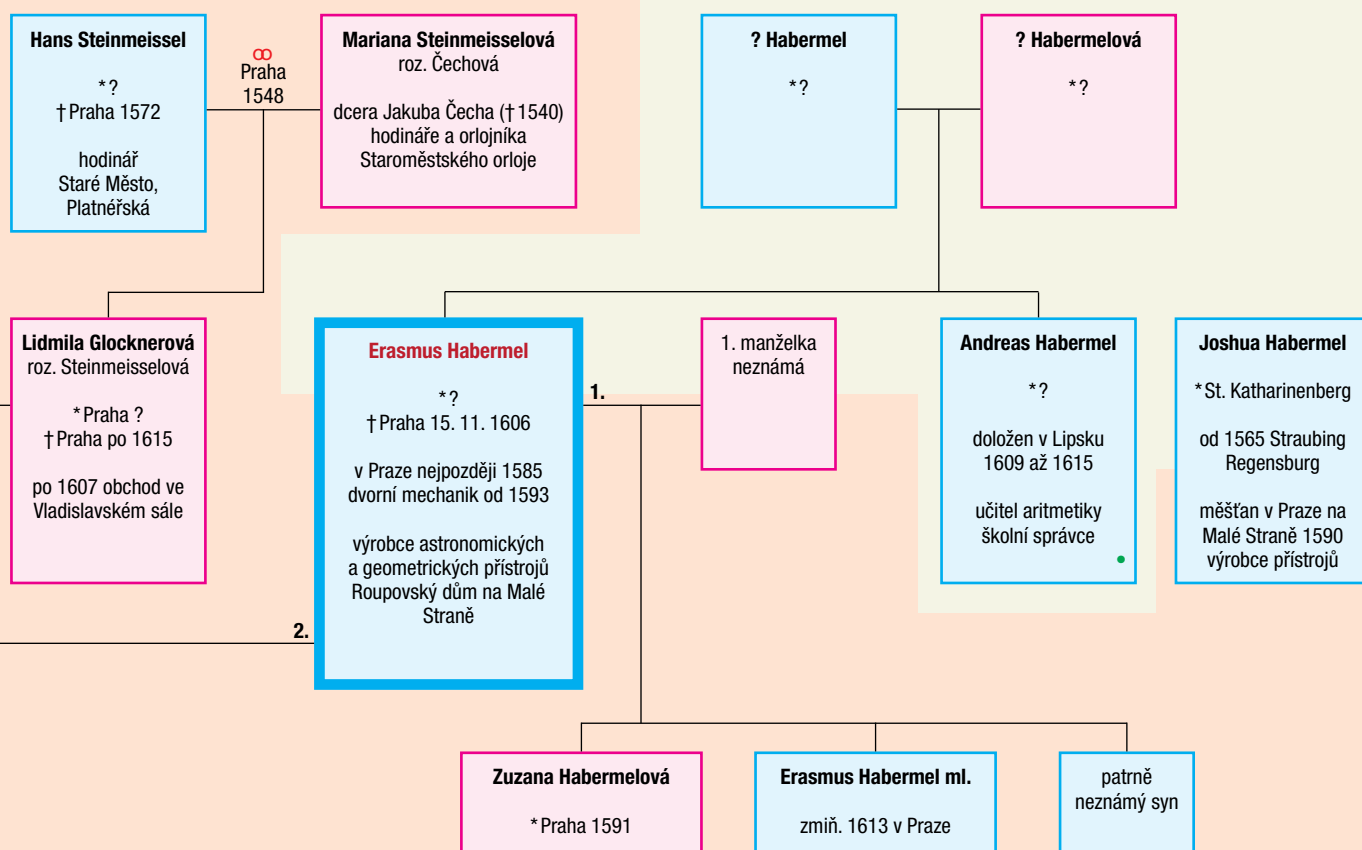 Hans Steinmeissel
*?
†Praha 1572
hodinář
Staré Město,
Platnéřská
∞
Praha
1548
Mariana Steinmeisselová
roz. Čechová
dcera Jakuba Čecha (†1540)
hodináře a orlojníka
Staroměstského orloje
? Habermel
*?
? Habermelová
*?
Lidmila Glocknerová
roz. Steinmeisselová
*Praha ?
†Praha po 1615
po 1607 obchod ve
Vladislavském sále
Erasmus Habermel
*?
†Praha 15. 11. 1606
v Praze nejpozději 1585
dvorní mechanik od 1593
výrobce astronomických
a geometrických přístrojů
Roupovský dům na Malé
Straně
1.
2.
1. manželka
neznámá
Andreas Habermel
*?
doložen v Lipsku
1609 až 1615
učitel aritmetiky
školní správce
Joshua Habermel
*St. Katharinenberg
od 1565 Straubing
Regensburg
měšťan v Praze na
Malé Straně 1590
výrobce přístrojů
Zuzana Habermelová
*Praha 1591
Erasmus Habermel ml.
zmiň. 1613 v Praze
patrně
neznámý syn